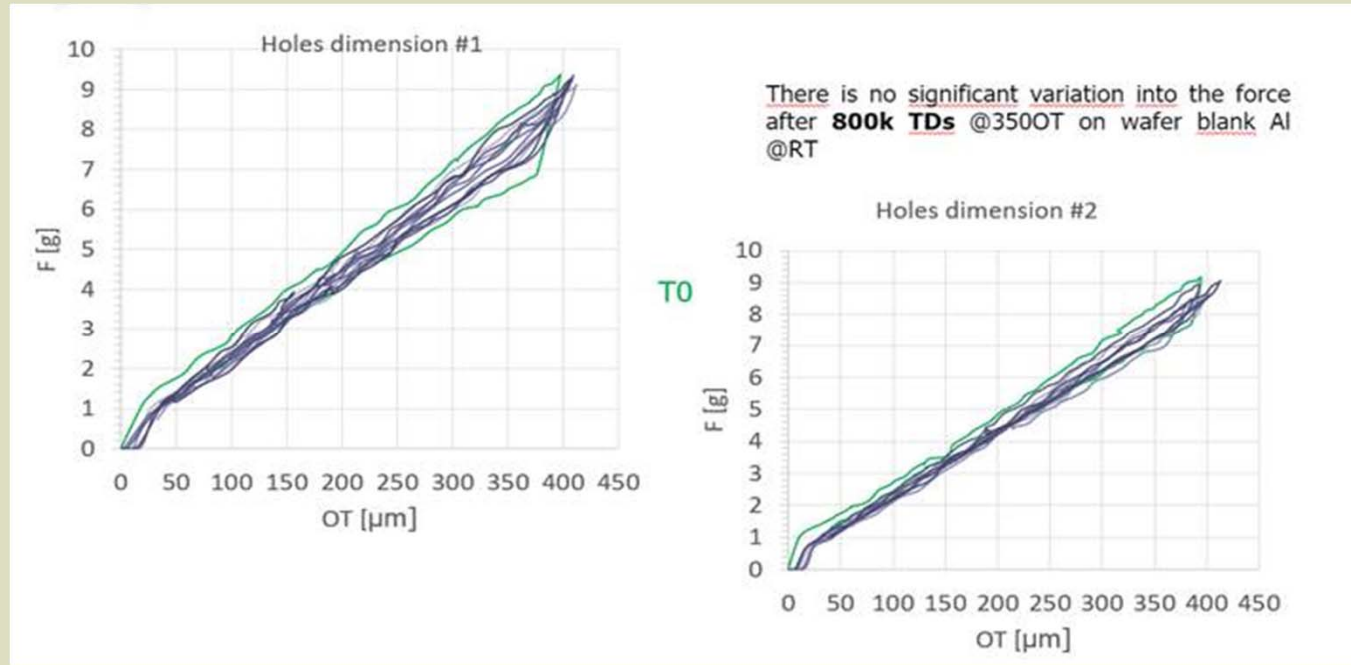 Holes dimension #1
10
9
8
7
6
5
4
3
2
1
0
F [g]
0 50 100 150 200 250 300 350 400 450
OT [µm]
There is no significant variation into the force
after 800k TDs @350OT on wafer blank Al
@RT
T0
Holes dimension #2
10
9
8
7
6
5
4
3
2
1
0
F [g]
0 50 100 150 200 250 300 350 400 450
OT [µm]